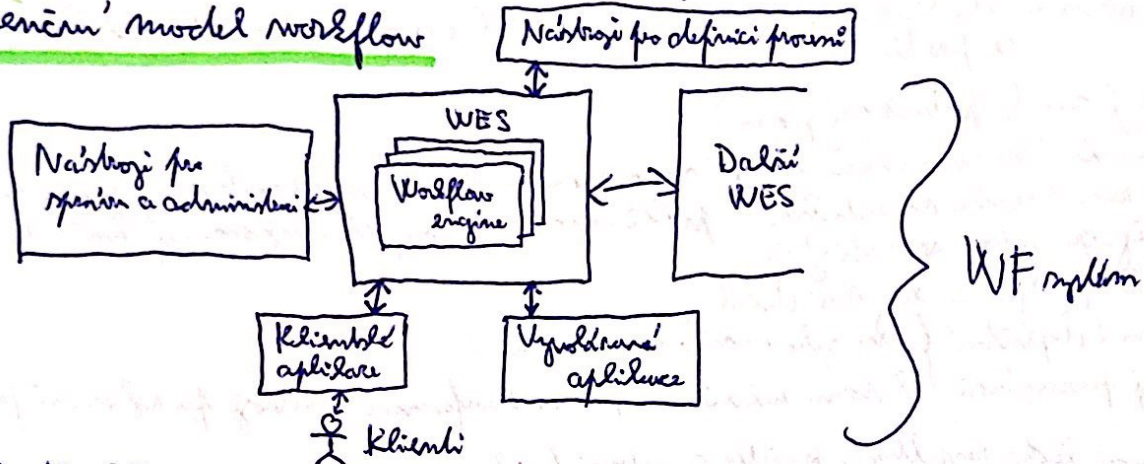 enční model workflow
Nástroje pro definici procesů
WES
Workflow
engine
Nástroje pro
správu a administraci
Další
WES
WF systém
Klientské
aplikace
Vyvolávané
aplikace
Klienti